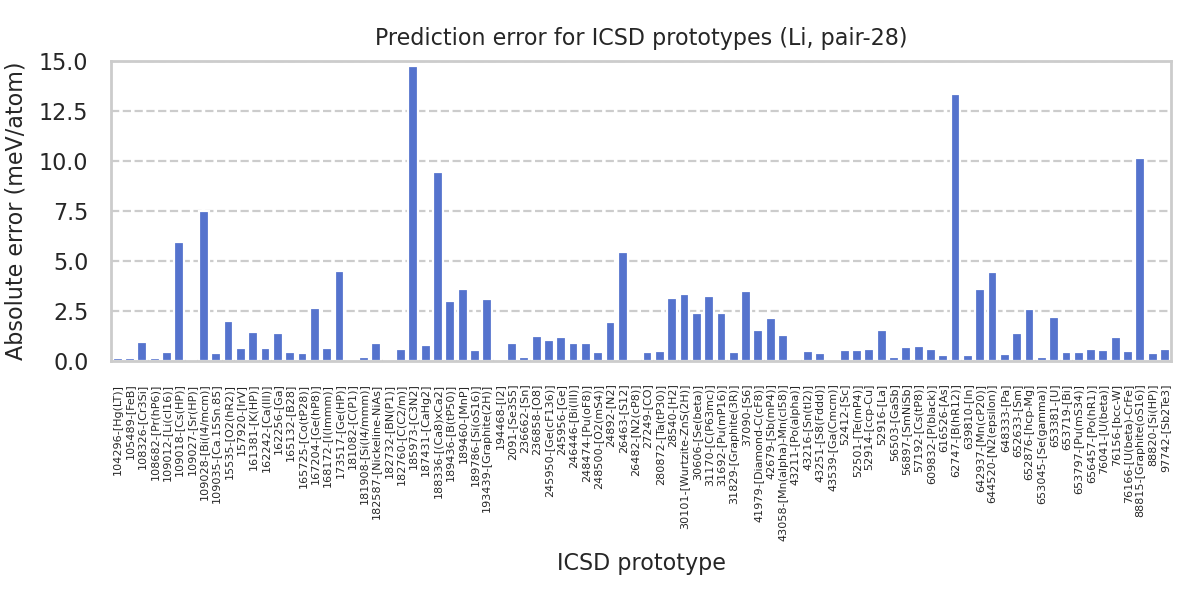 Prediction error for ICSD prototypes (Li, pair-28)
Absolute error (meV/atom)
15.0
12.5
10.0
7.5
5.0
2.5
0.0
104296-[Hg(LT)]
105489-[FeB]
108326-[Cr3Si]
108682-[Pr(hP6)]
109012-[Li(cI16)]
109018-[Cs(HP)]
109027-[Sr(HP)]
109028-[Bi(I4/mcm)]
109035-[Ca.15Sn.85]
15535-[O2(hR2)]
157920-[IrV]
161381-[K(HP)]
162242-[Ca(III)]
162256-[Ga]
165132-[B28]
165725-[Co(tP28)]
167204-[Ge(hP8)]
168172-[I(Immm)]
173517-[Ge(HP)]
181082-[C(P1)]
181908-[Si(I4/mmm)]
182587-[Nickeline-NiAs]
182732-[BN(P1)]
182760-[C(C2/m)]
185973-[C3N2]
187431-[CaHg2]
188336-[(Ca8)xCa2]
189436-[B(tP50)]
189460-[MnP]
189786-[Si(oS16)]
193439-[Graphite(2H)]
194468-[I2]
2091-[Se3S5]
236662-[Sn]
236858-[O8]
245950-[Ge(cF136)]
245956-[Ge]
246446-[Bi(III)]
248474-[Pu(oF8)]
248500-[O2(mS4)]
24892-[N2]
26463-[S12]
26482-[N2(cP8)]
27249-[CO]
280872-[Ta(tP30)]
28540-[H2]
30101-[Wurtzite-ZnS(2H)]
30606-[Se(beta)]
31170-[C(P63mc)]
31692-[Pu(mP16)]
31829-[Graphite(3R)]
37090-[S6]
41979-[Diamond-C(cF8)]
42679-[Sb(mP4)]
43058-[Mn(alpha)-Mn(cI58)]
43211-[Po(alpha)]
43216-[Sn(tI2)]
43251-[S8(Fddd)]
43539-[Ga(Cmcm)]
52412-[Sc]
52501-[Te(mP4)]
52914-[fcc-Cu]
52916-[La]
56503-[GaSb]
56897-[SmNiSb]
57192-[Cs(tP8)]
609832-[P(black)]
616526-[As]
62747-[B(hR12)]
639810-[In]
642937-[Mn(cP20)]
644520-[N2(epsilon)]
648333-[Pa]
652633-[Sm]
652876-[hcp-Mg]
653045-[Se(gamma)]
653381-[U]
653719-[Bi]
653797-[Pu(mS34)]
656457-[Po(hR1)]
76041-[U(beta)]
76156-[bcc-W]
76166-[U(beta)-CrFe]
88815-[Graphite(oS16)]
88820-[Si(HP)]
97742-[Sb2Te3]
ICSD prototype